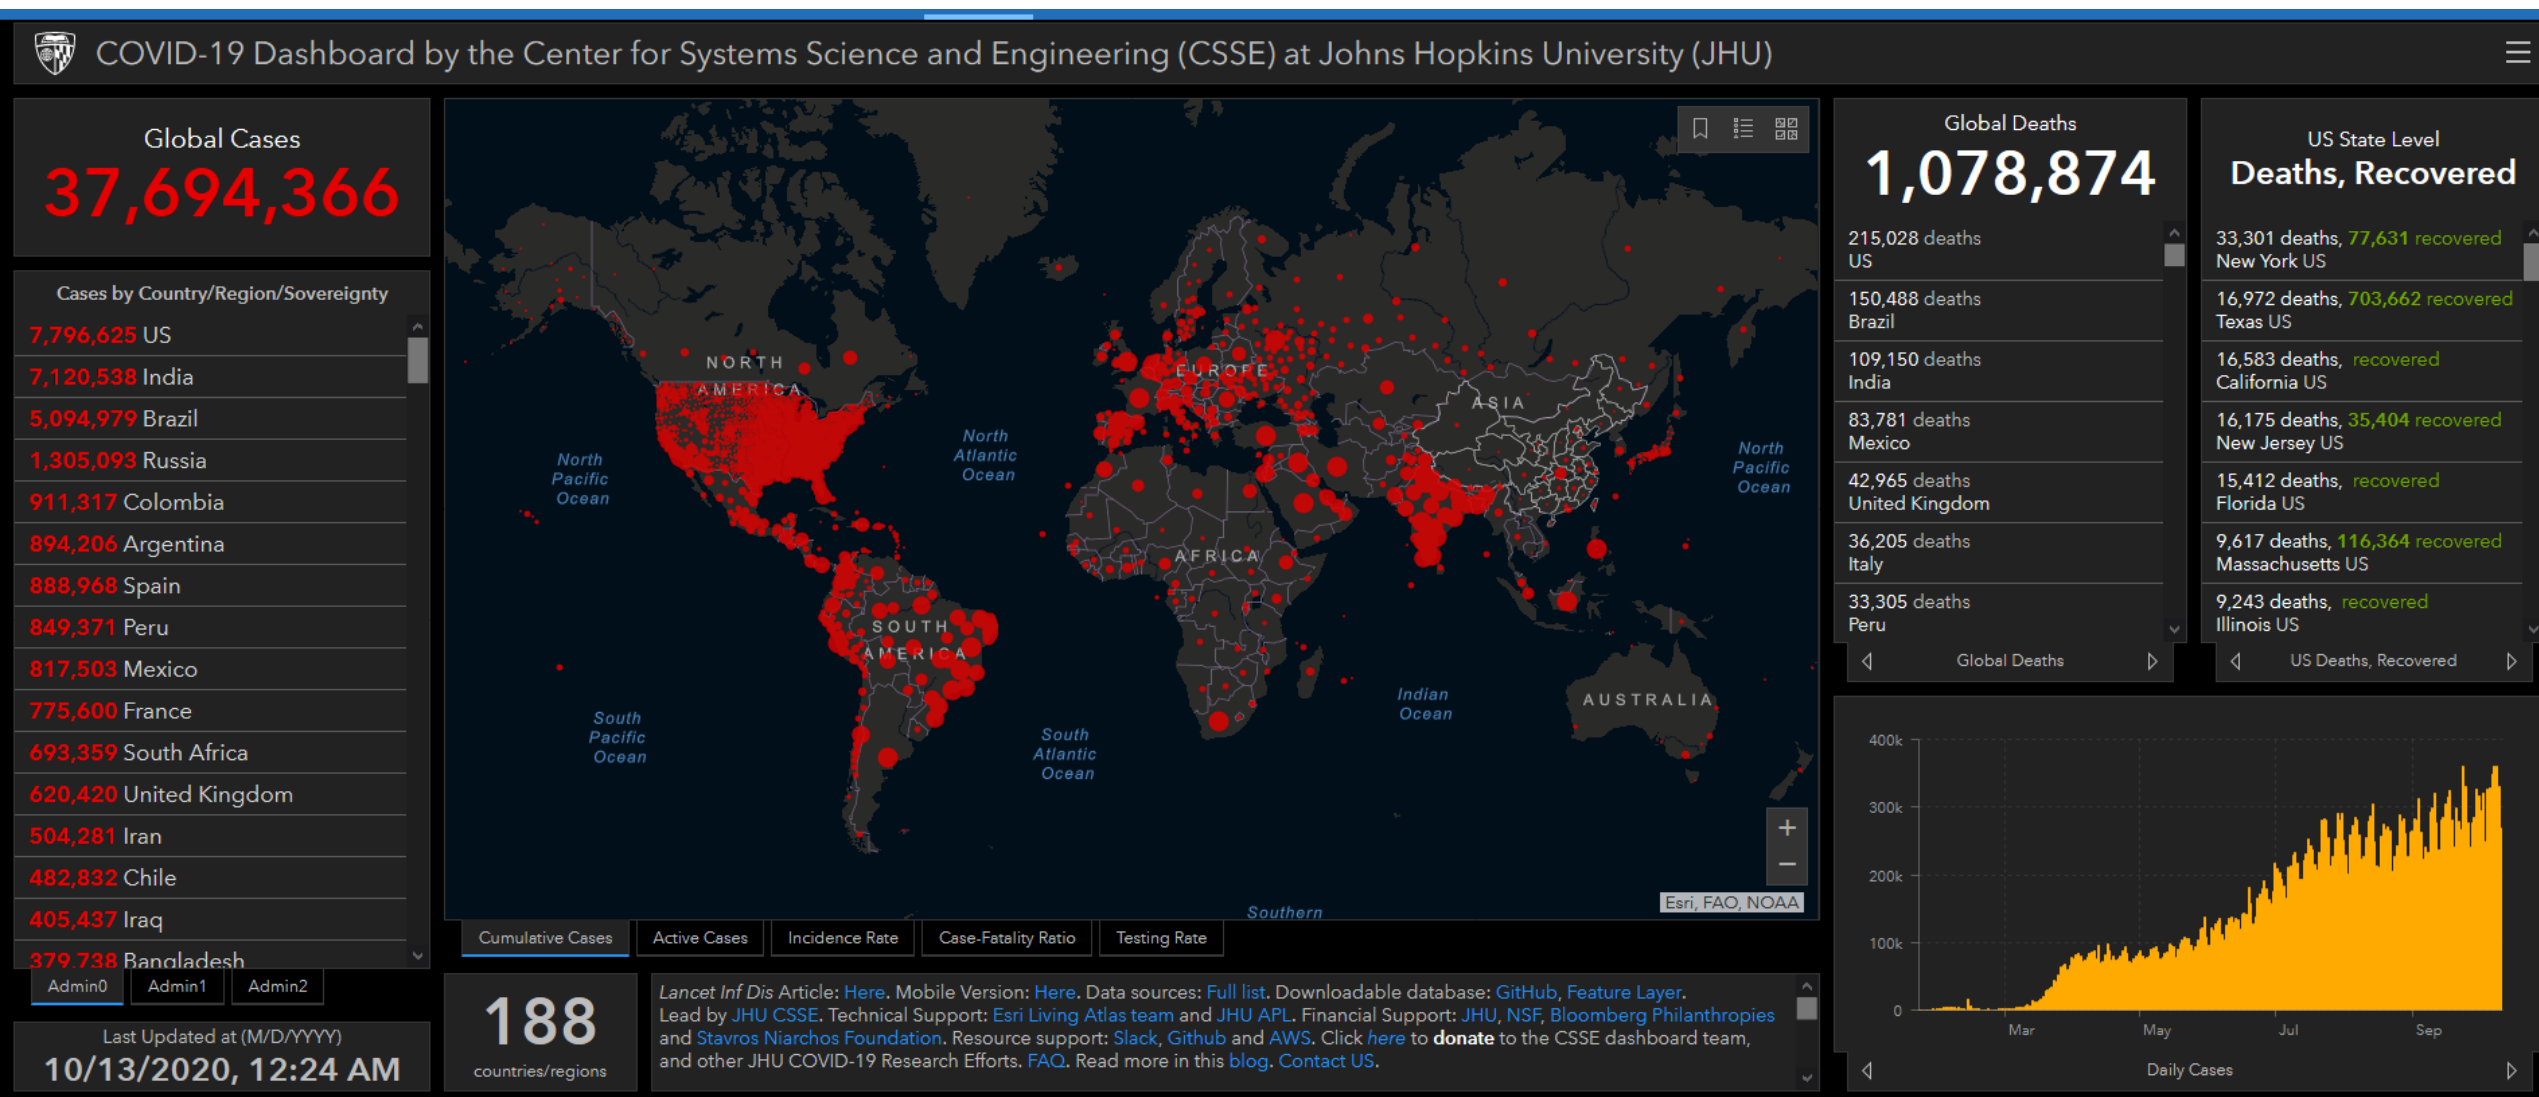 COVID-19 Dashboard by the Center for Systems Science and Engineering (CSSE) at Johns Hopkins University (JHU)
Global Cases
37,694,366
Cases by Country/Region/Sovereignty
7,796,625 US
7,120,538 India
5,094,979 Brazil
1,305,093 Russia
911,317 Colombia
894,206 Argentina
888,968 Spain
849,371 Peru
817,503 Mexico
775,600 France
693,359 South Africa
620,420 United Kingdom
504,281 Iran
482,832 Chile
405,437 Iraq
379,738 Bangladesh
Admin0
Admin1
Admin2
Last Updated at (M/D/YYYY)
10/13/2020, 12:24 AM
NORTH
AMERICA
EUROPE
ASIA
North
Pacific
Ocean
North
Atlantic
Ocean
North
Pacific
Ocean
AFRICA
SOUTH
AMERICA
Indian
Ocean
AUSTRALIA
South
Pacific
Ocean
South
Atlantic
Ocean
Southern
+
−
Esri, FAO, NOAA
Cumulative Cases
Active Cases
Incidence Rate
Case-Fatality Ratio
Testing Rate
188
countries/regions
Lancet Inf Dis Article: Here. Mobile Version: Here. Data sources: Full list. Downloadable database: GitHub, Feature Layer.
Lead by JHU CSSE. Technical Support: Esri Living Atlas team and JHU APL. Financial Support: JHU, NSF, Bloomberg Philanthropies
and Stavros Niarchos Foundation. Resource support: Slack, Github and AWS. Click here to donate to the CSSE dashboard team,
and other JHU COVID-19 Research Efforts. FAQ. Read more in this blog. Contact US.
Global Deaths
1,078,874
215,028 deaths
US
150,488 deaths
Brazil
109,150 deaths
India
83,781 deaths
Mexico
42,965 deaths
United Kingdom
36,205 deaths
Italy
33,305 deaths
Peru
Global Deaths
US State Level
Deaths, Recovered
33,301 deaths, 77,631 recovered
New York US
16,972 deaths, 703,662 recovered
Texas US
16,583 deaths, recovered
California US
16,175 deaths, 35,404 recovered
New Jersey US
15,412 deaths, recovered
Florida US
9,617 deaths, 116,364 recovered
Massachusetts US
9,243 deaths, recovered
Illinois US
US Deaths, Recovered
400k
300k
200k
100k
0
Mar
May
Jul
Sep
Daily Cases